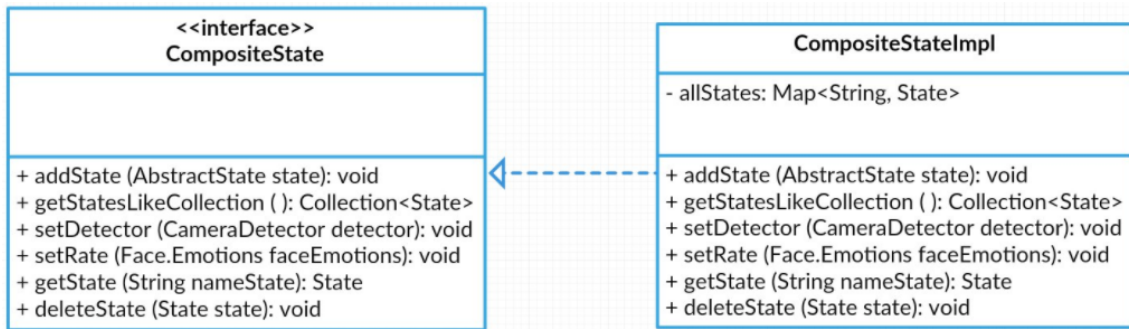 <<interface>>
CompositeState
+ addState (AbstractState state): void
+ getStatesLikeCollection ( ): Collection<State>
+ setDetector (CameraDetector detector): void
+ setRate (Face.Emotions faceEmotions): void
+ getState (String nameState): State
+ deleteState (State state): void
CompositeStateImpl
- allStates: Map<String, State>
+ addState (AbstractState state): void
+ getStatesLikeCollection ( ): Collection<State>
+ setDetector (CameraDetector detector): void
+ setRate (Face.Emotions faceEmotions): void
+ getState (String nameState): State
+ deleteState (State state): void